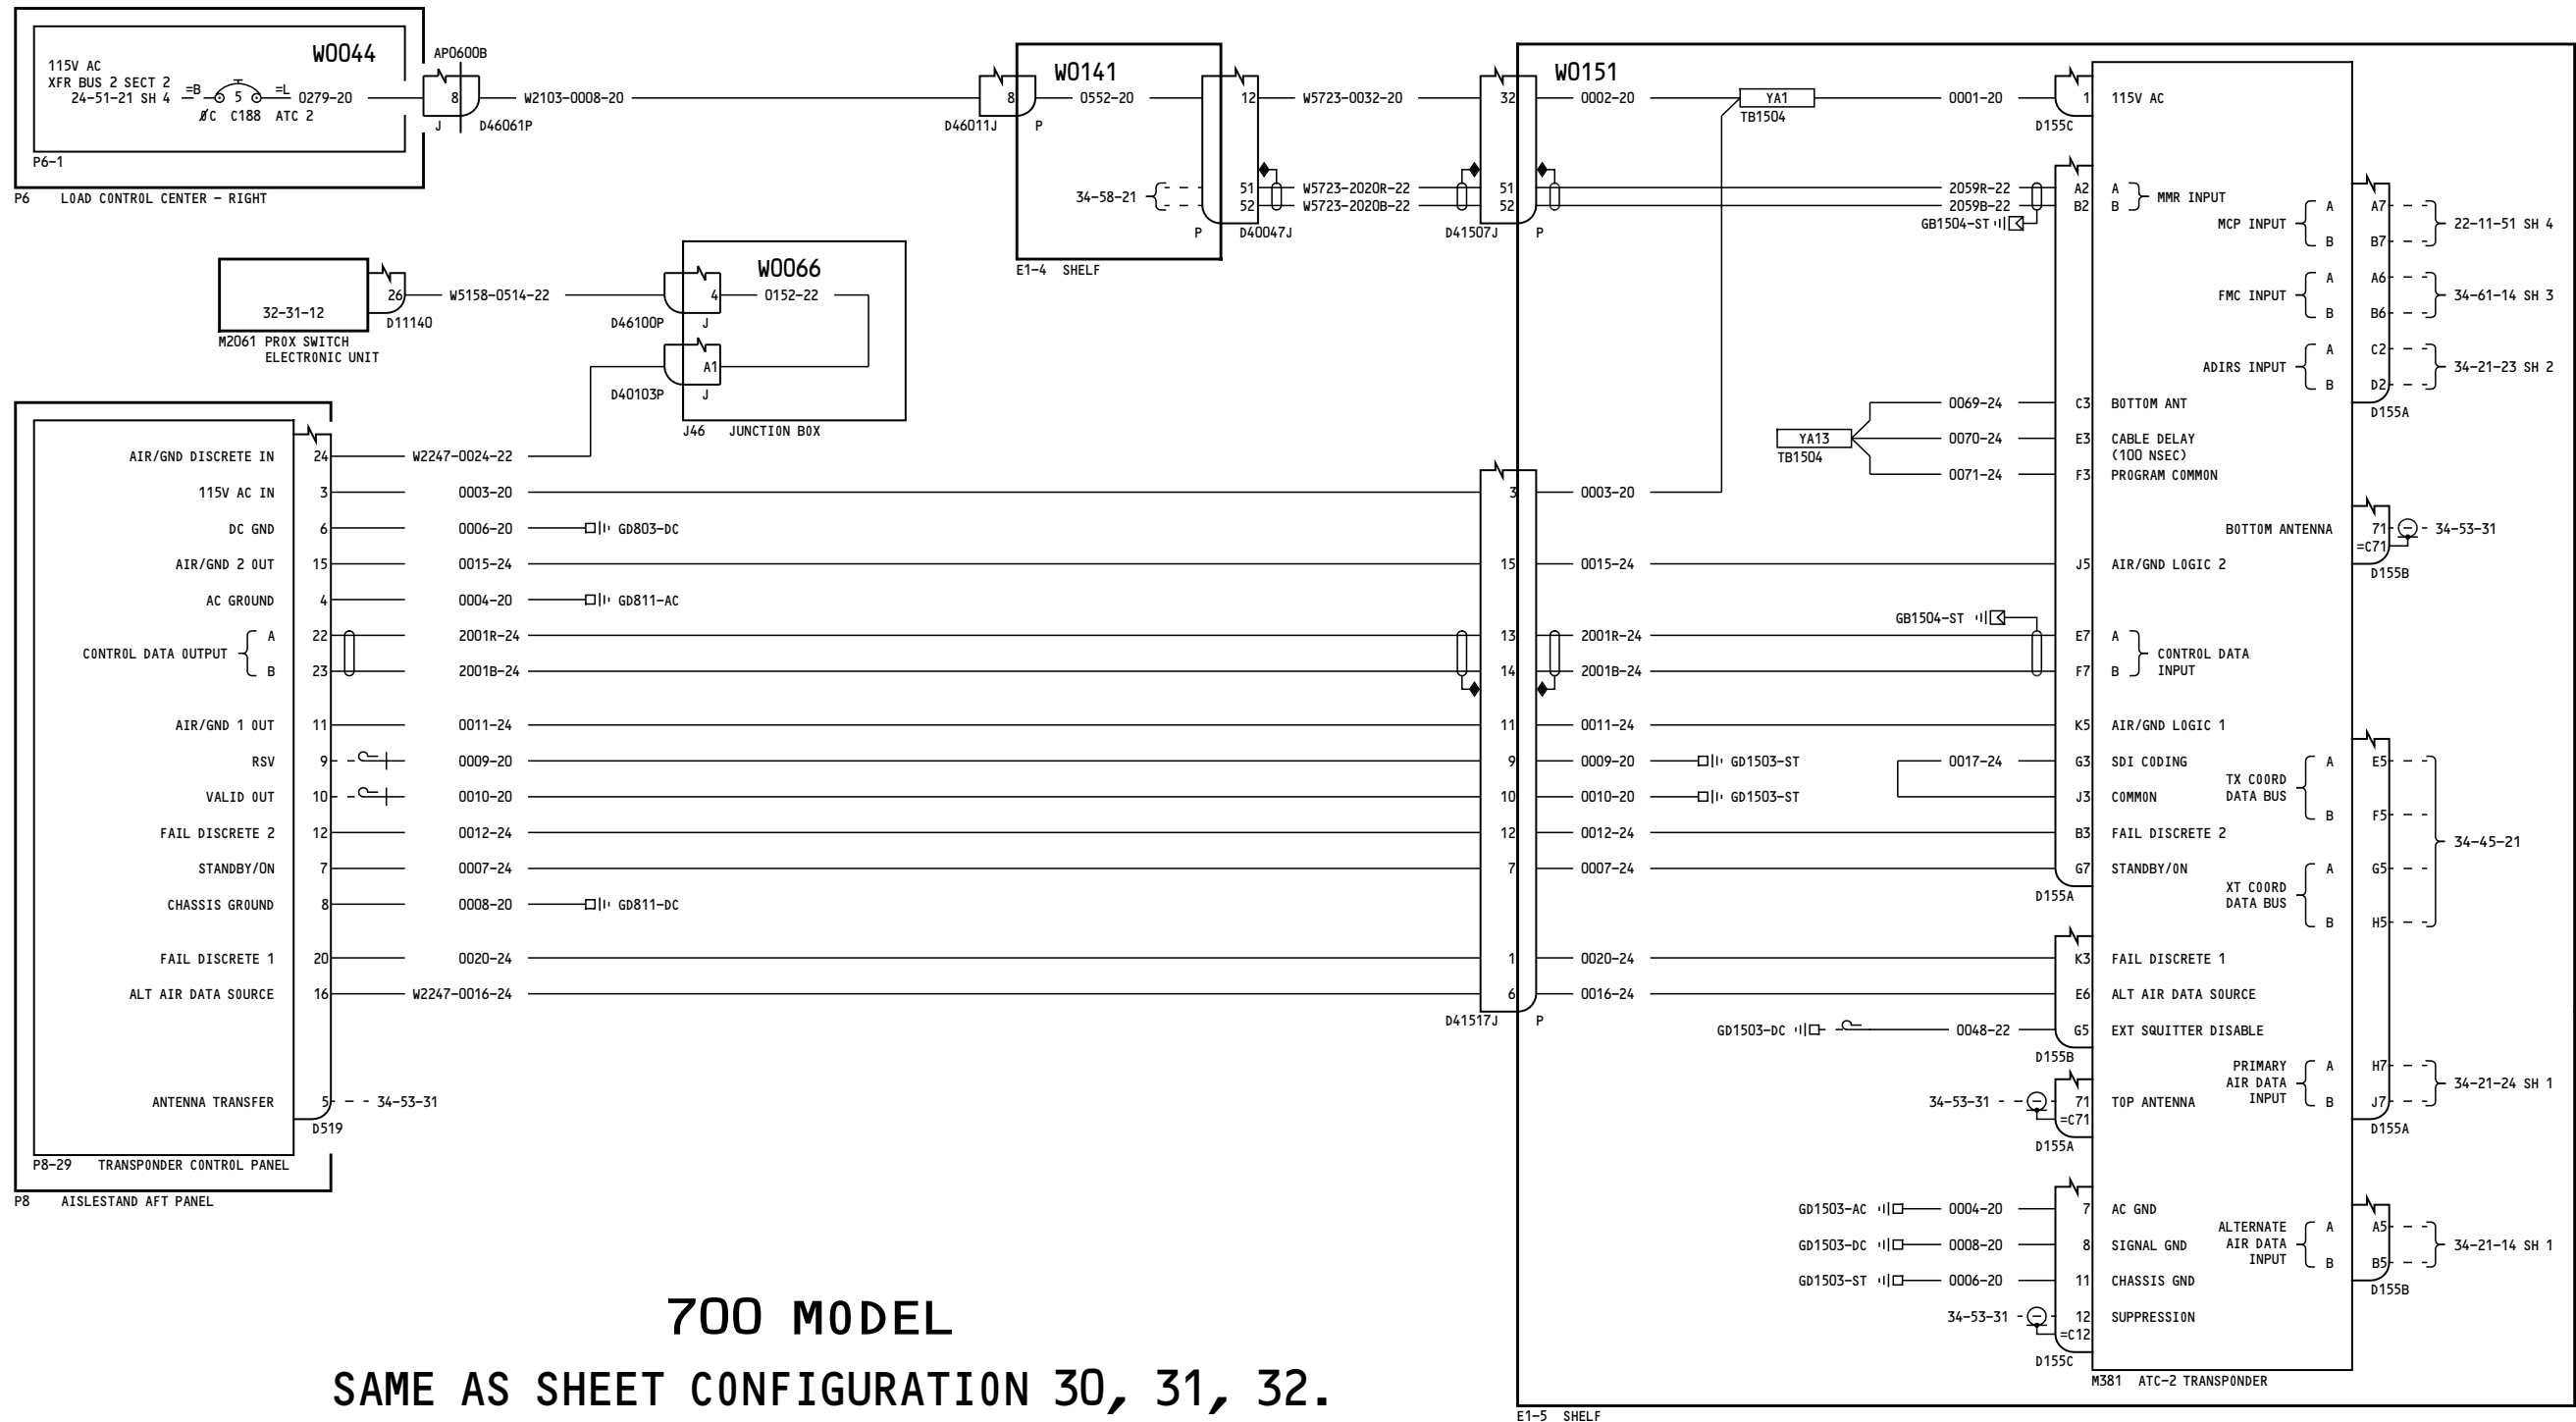 W0044
115V AC
XFR BUS 2 SECT 2
24-51-21 SH 4
=B
5
=L
0279-20
ØC C188 ATC 2
P6-1
P6 LOAD CONTROL CENTER - RIGHT
AP0600B
8
J
D46061P
W2103-0008-20
8
D46011J
P
W0141
0552-20
12
34-58-21
51
52
P
D40047J
E1-4 SHELF
W5723-0032-20
W5723-2020R-22
W5723-2020B-22
32
51
52
D41507J
P
W0151
0002-20
YA1
TB1504
0001-20
1
D155C
115V AC
2059R-22
2059B-22
GB1504-ST
A2
B2
A
B
MMR INPUT
32-31-12
M2061 PROX SWITCH
ELECTRONIC UNIT
26
D11140
W5158-0514-22
W0066
4
0152-22
D46100P
J
A1
D40103P
J
J46 JUNCTION BOX
AIR/GND DISCRETE IN 24 W2247-0024-22
115V AC IN 3 0003-20
3 0003-20
DC GND 6 0006-20 GD803-DC
AIR/GND 2 OUT 15 0015-24
15 0015-24 J5 AIR/GND LOGIC 2
AC GROUND 4 0004-20 GD811-AC
CONTROL DATA OUTPUT
A 22 2001R-24
B 23 2001B-24
13 2001R-24 E7 A
14 2001B-24 F7 B
GB1504-ST
CONTROL DATA
INPUT
AIR/GND 1 OUT 11 0011-24
11 0011-24 K5 AIR/GND LOGIC 1
RSV 9 0009-20
9 0009-20 GD1503-ST
0017-24 G3 SDI CODING
VALID OUT 10 0010-20
10 0010-20 GD1503-ST
J3 COMMON
FAIL DISCRETE 2 12 0012-24
12 0012-24 B3 FAIL DISCRETE 2
STANDBY/ON 7 0007-24
7 0007-24 G7 STANDBY/ON
D155A
CHASSIS GROUND 8 0008-20 GD811-DC
FAIL DISCRETE 1 20 0020-24
1 0020-24 K3 FAIL DISCRETE 1
ALT AIR DATA SOURCE 16 W2247-0016-24
6 0016-24 E6 ALT AIR DATA SOURCE
D41517J
P
GD1503-DC 0048-22 G5 EXT SQUITTER DISABLE
D155B
ANTENNA TRANSFER 5 34-53-31
D519
P8-29 TRANSPONDER CONTROL PANEL
P8 AISLESTAND AFT PANEL
YA13
TB1504
0069-24 C3 BOTTOM ANT
0070-24 E3 CABLE DELAY
(100 NSEC)
0071-24 F3 PROGRAM COMMON
34-53-31 71 TOP ANTENNA
=C71
D155A
GD1503-AC 0004-20 7 AC GND
GD1503-DC 0008-20 8 SIGNAL GND
GD1503-ST 0006-20 11 CHASSIS GND
34-53-31 12 SUPPRESSION
=C12
D155C
M381 ATC-2 TRANSPONDER
E1-5 SHELF
MCP INPUT
A A7
B B7
22-11-51 SH 4
FMC INPUT
A A6
B B6
34-61-14 SH 3
ADIRS INPUT
A C2
B D2
34-21-23 SH 2
D155A
BOTTOM ANTENNA 71 34-53-31
=C71
D155B
TX COORD
DATA BUS
A E5
B F5
XT COORD
DATA BUS
A G5
B H5
34-45-21
PRIMARY
AIR DATA
INPUT
A H7
B J7
34-21-24 SH 1
D155A
ALTERNATE
AIR DATA
INPUT
A A5
B B5
34-21-14 SH 1
D155B
700 MODEL
SAME AS SHEET CONFIGURATION 30, 31, 32.